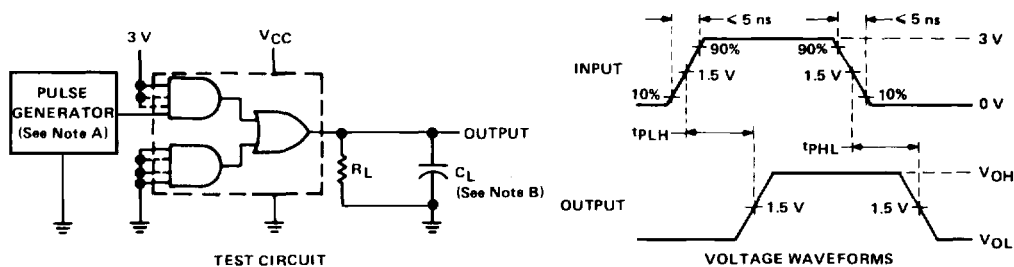 3 V
VCC
PULSE
GENERATOR
(See Note A)
OUTPUT
RL
CL
(See Note B)
TEST CIRCUIT
< 5 ns
< 5 ns
3 V
90%
90%
INPUT
1.5 V
1.5 V
10%
10%
0 V
tPLH
tPHL
VOH
OUTPUT
1.5 V
1.5 V
VOL
VOLTAGE WAVEFORMS